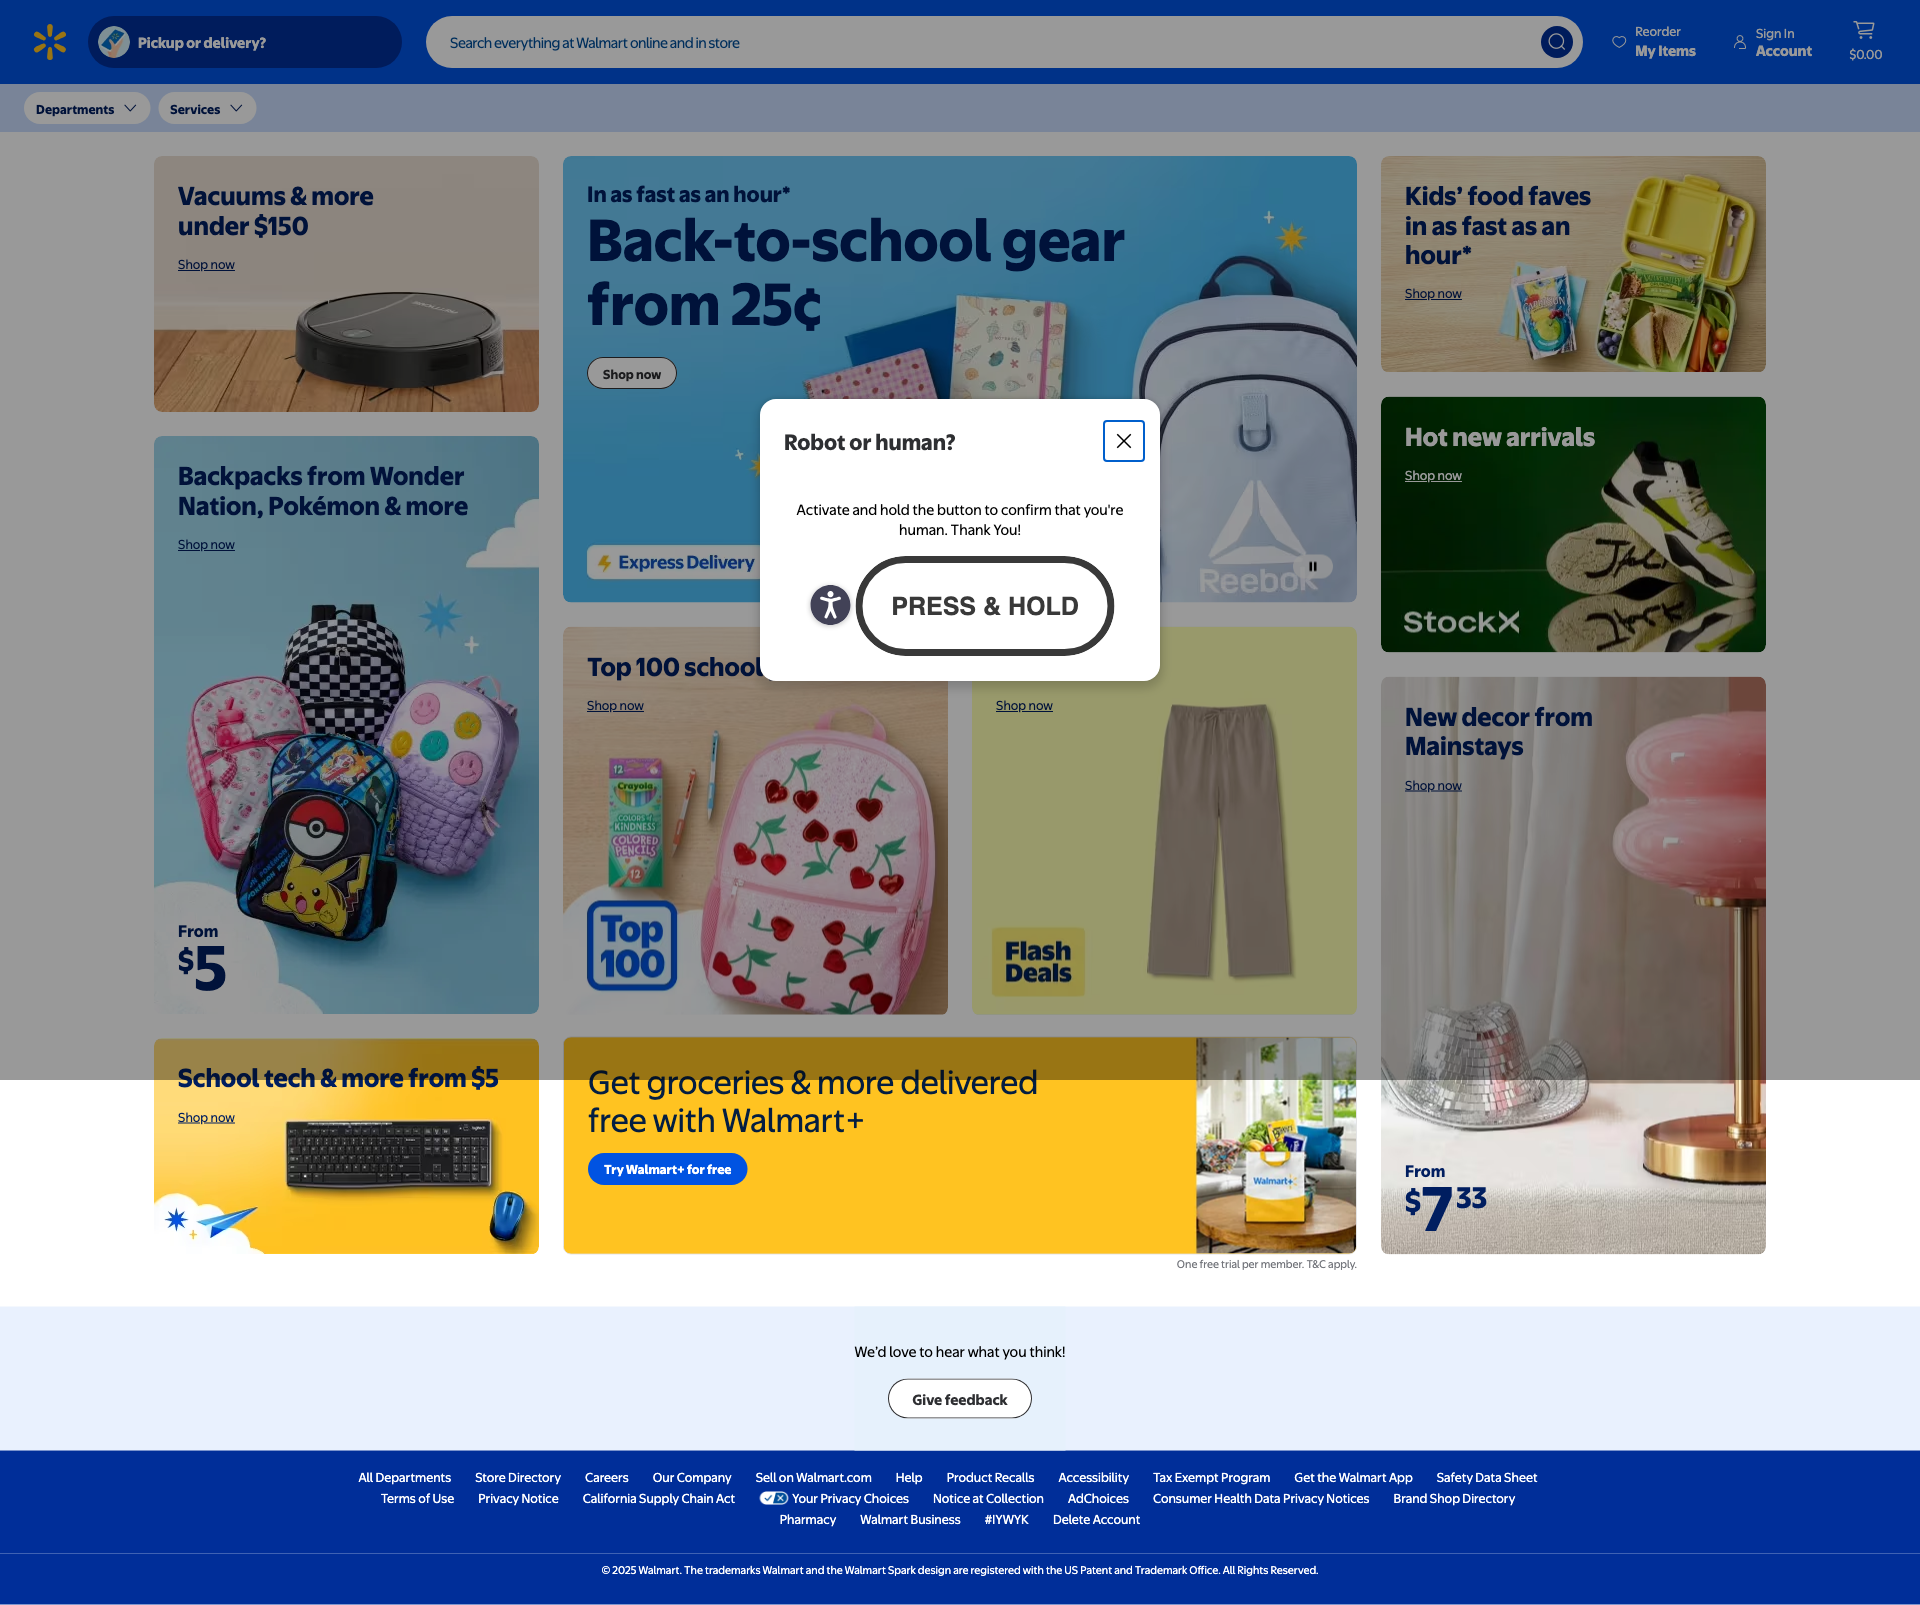 Pickup or delivery?
Search everything at Walmart online and in store
Reorder
My Items
Sign In
Account
$0.00
Departments
Services
Vacuums & more
under $150
Shop now
In as fast as an hour*
Back-to-school gear
from 25¢
Shop now
Express Delivery
Reebok
Kids' food faves
in as fast as an
hour*
Shop now
Hot new arrivals
Shop now
StockX
Backpacks from Wonder
Nation, Pokémon & more
Shop now
From
$5
Robot or human?
Activate and hold the button to confirm that you're
human. Thank You!
PRESS & HOLD
Top 100 school
Shop now
12
Crayola
COLORS of
KINDNESS
COLORED
PENCILS
12
Top
100
Shop now
Flash
Deals
New decor from
Mainstays
Shop now
From
$7 33
School tech & more from $5
Shop now
Get groceries & more delivered
free with Walmart+
Try Walmart+ for free
Walmart+
One free trial per member. T&C apply.
We'd love to hear what you think!
Give feedback
All Departments Store Directory Careers Our Company Sell on Walmart.com Help Product Recalls Accessibility Tax Exempt Program Get the Walmart App Safety Data Sheet
Terms of Use Privacy Notice California Supply Chain Act Your Privacy Choices Notice at Collection AdChoices Consumer Health Data Privacy Notices Brand Shop Directory
Pharmacy Walmart Business #IYWYK Delete Account
© 2025 Walmart. The trademarks Walmart and the Walmart Spark design are registered with the US Patent and Trademark Office. All Rights Reserved.